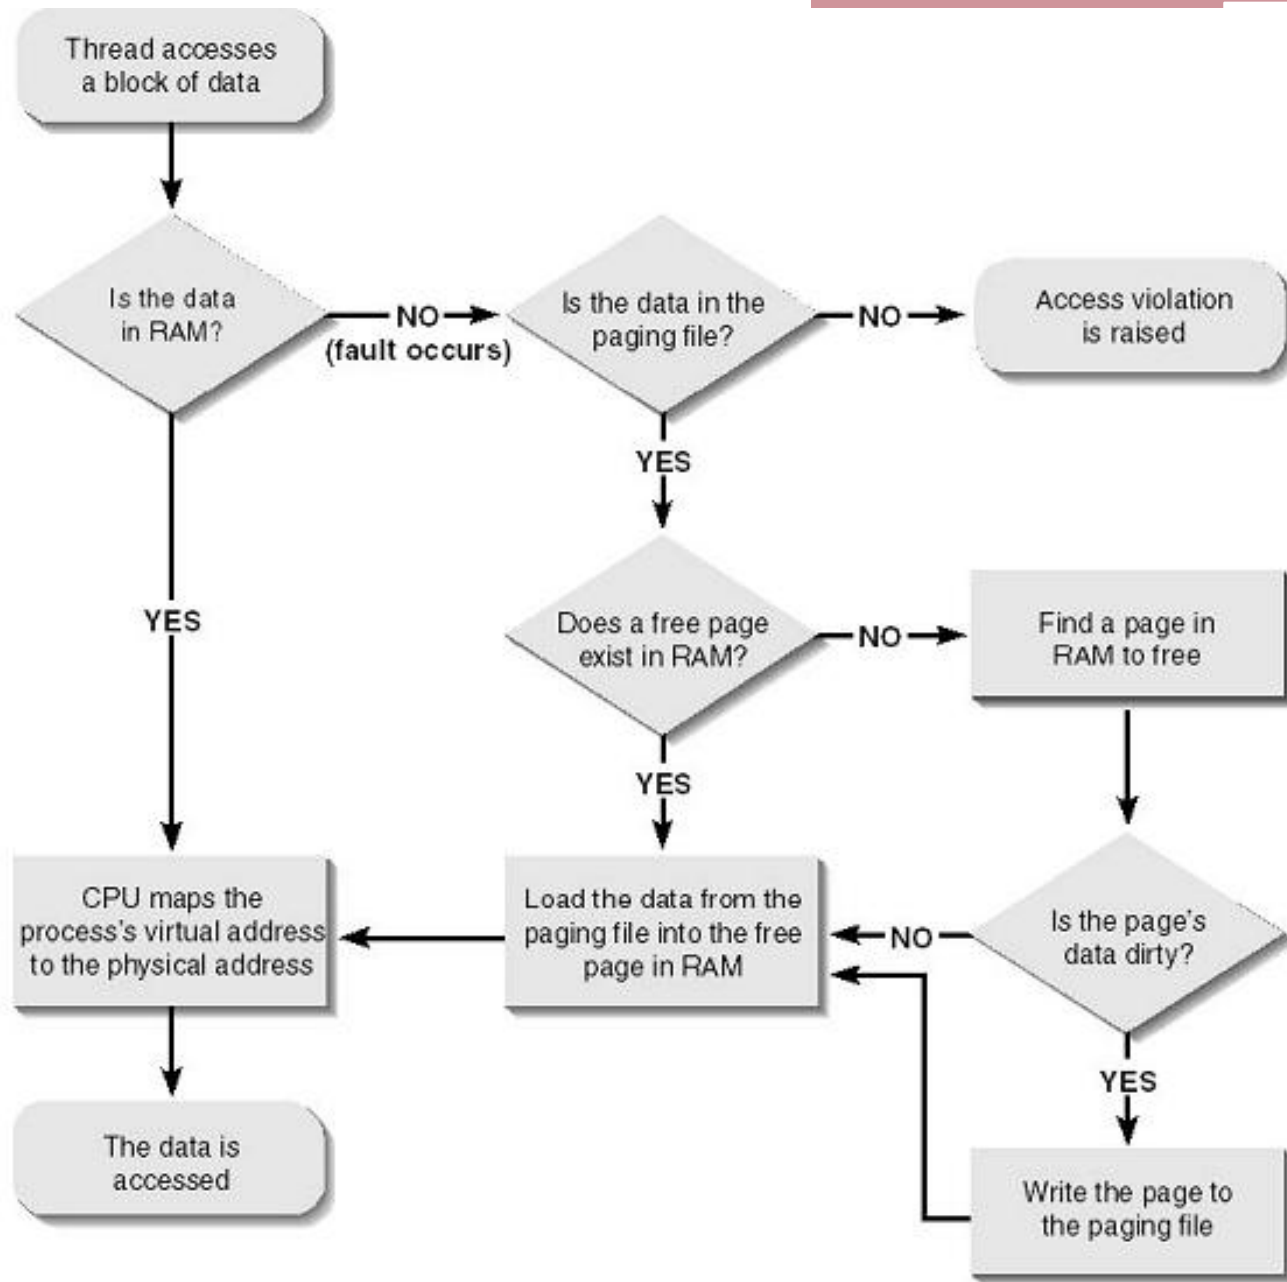 Thread accesses
a block of data
Is the data
in RAM?
NO
(fault occurs)
Is the data in the
paging file?
NO
Access violation
is raised
YES
YES
Does a free page
exist in RAM?
NO
Find a page in
RAM to free
YES
CPU maps the
process's virtual address
to the physical address
Load the data from the
paging file into the free
page in RAM
NO
Is the page's
data dirty?
YES
The data is
accessed
Write the page to
the paging file